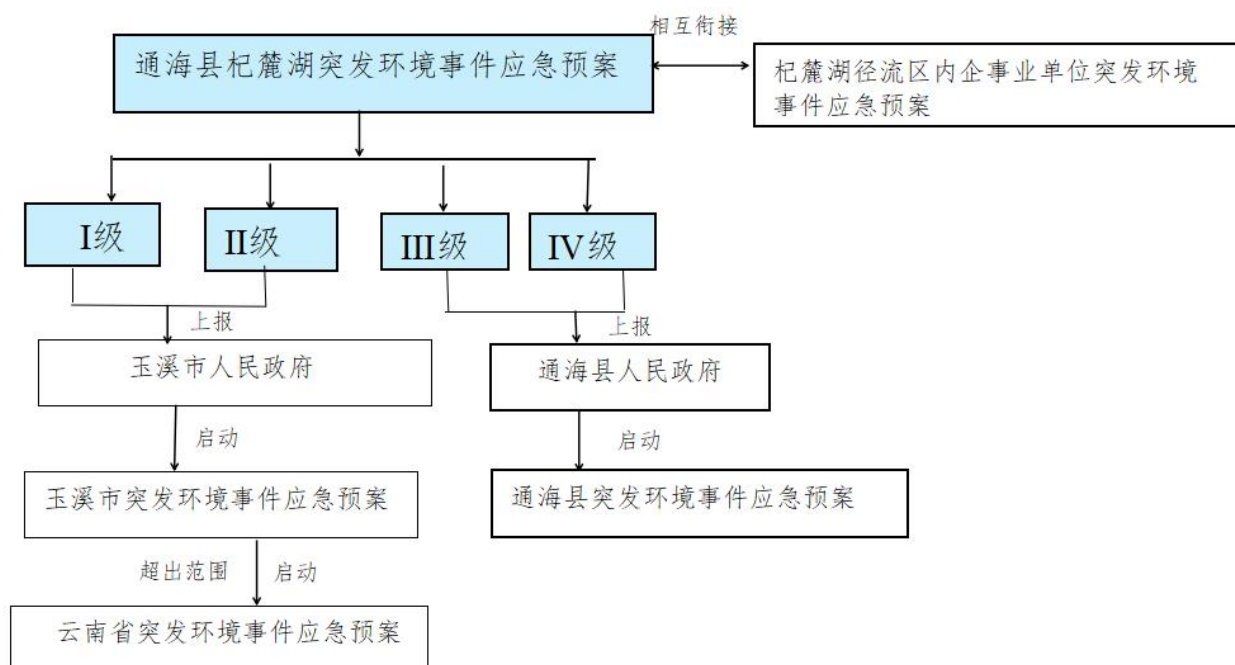 相互衔接
通海县杞麓湖突发环境事件应急预案
杞麓湖径流区内企事业单位突发环境
事件应急预案
I级
II级
III级
IV级
上报
上报
玉溪市人民政府
通海县人民政府
启动
启动
玉溪市突发环境事件应急预案
通海县突发环境事件应急预案
超出范围
启动
云南省突发环境事件应急预案